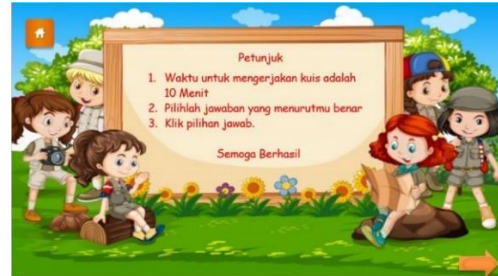 Petunjuk
1. Waktu untuk mengerjakan kuis adalah
10 Menit
2. Pilihlah jawaban yang menurutmu benar
3. Klik pilihan jawab.
Semoga Berhasil